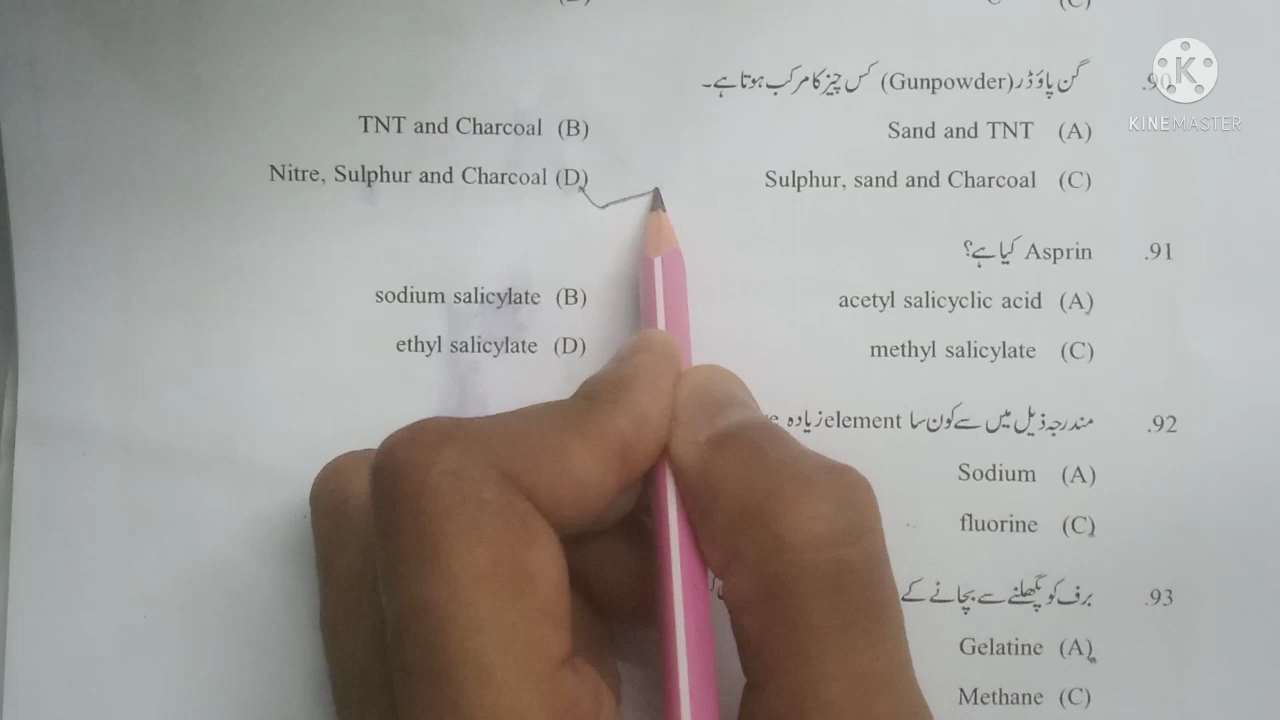 90. گن پاؤڈر (Gunpowder) کس چیز کا مرکب ہوتا ہے۔
KINEMASTER
(A) Sand and TNT (B) TNT and Charcoal
(C) Sulphur, sand and Charcoal (D) Nitre, Sulphur and Charcoal
91. Asprin کیا ہے؟
(A) acetyl salicyclic acid (B) sodium salicylate
(C) methyl salicylate (D) ethyl salicylate
92. مندرجہ ذیل میں سے کون سا element زیادہ
(A) Sodium
(C) fluorine
93. برف کو پگھلنے سے بچانے کے
(A) Gelatine
(C) Methane